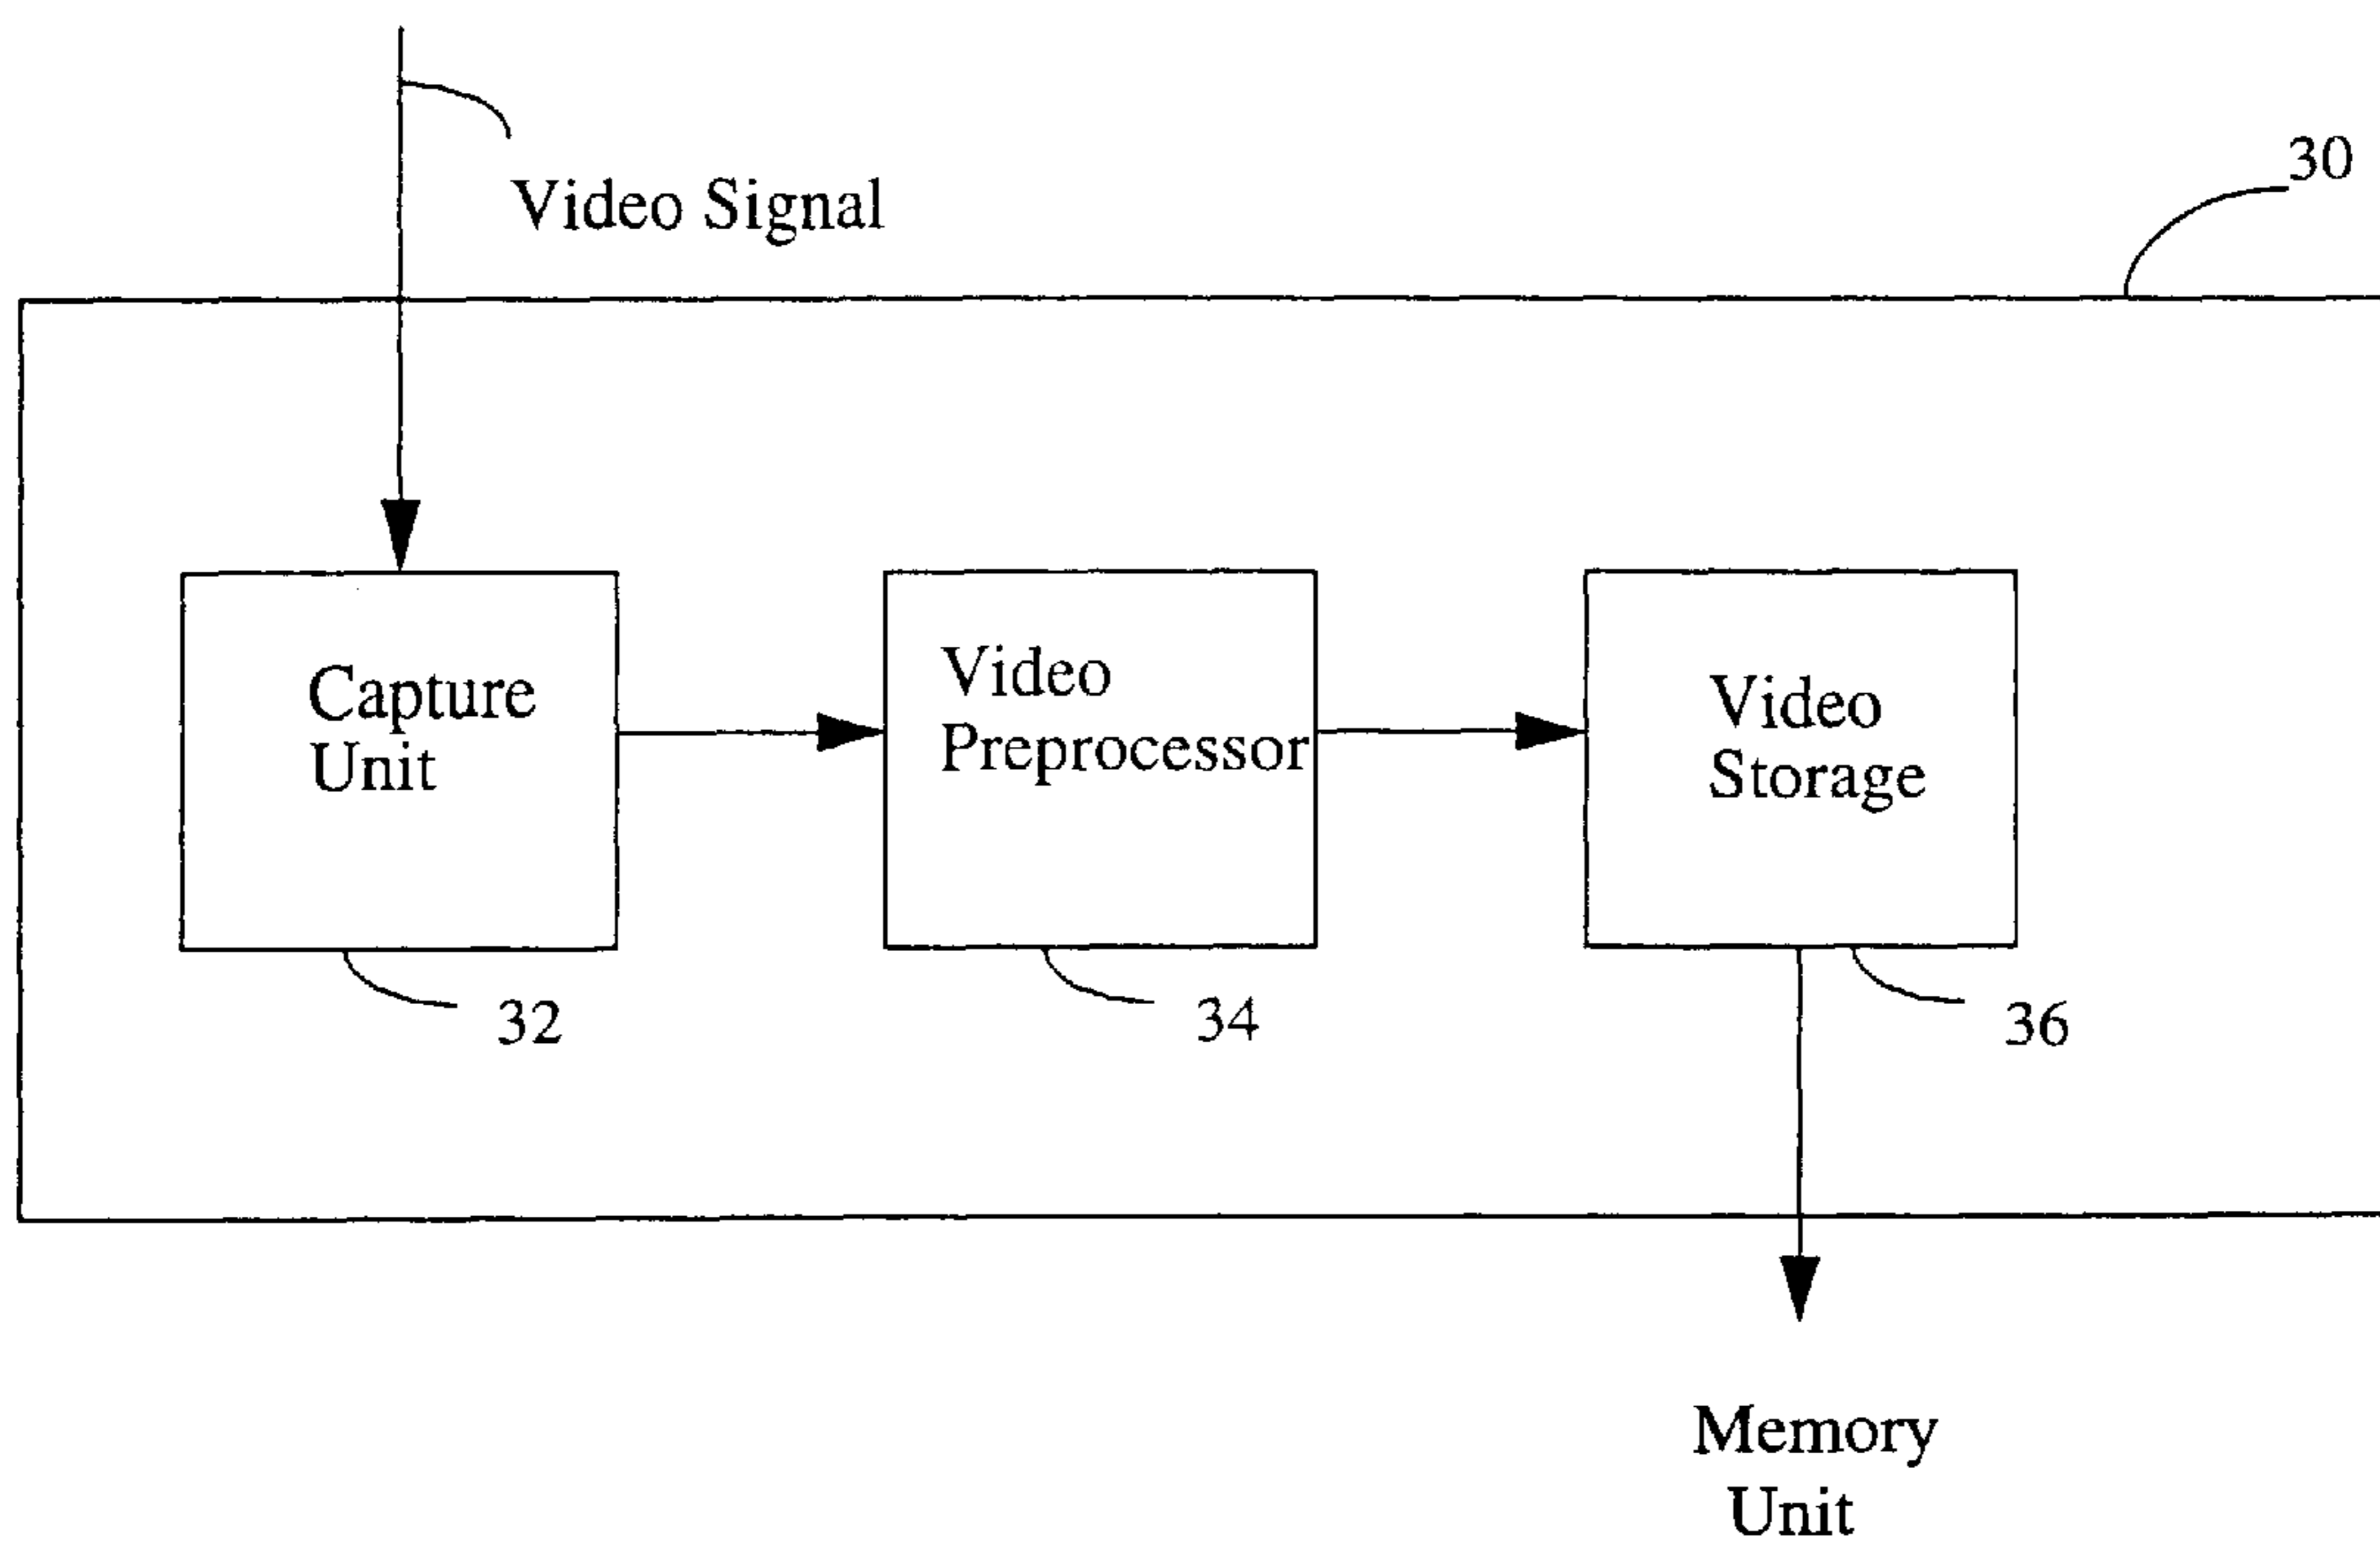 30
Video Signal
Capture
Unit
Video
Preprocessor
Video
Storage
32
34
36
Memory
Unit